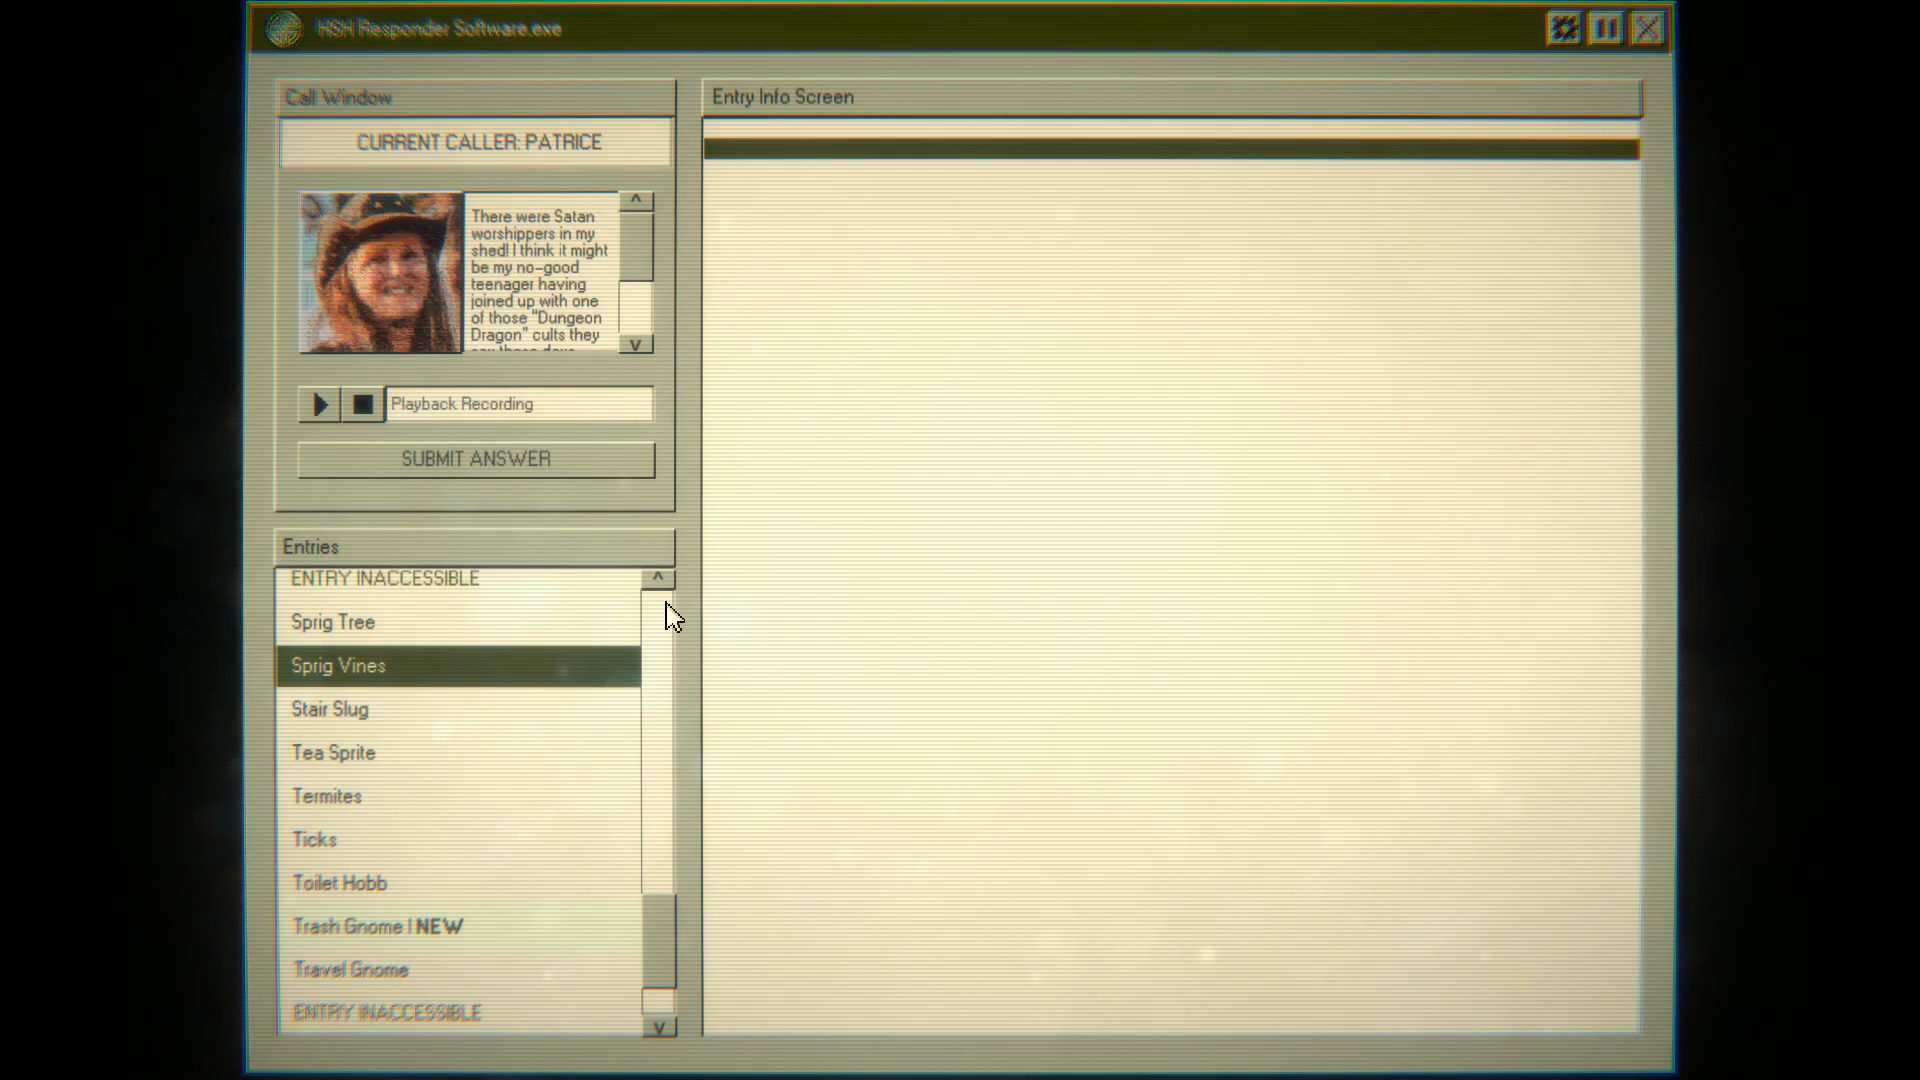 HSH Responder Software.exe
Call Window
CURRENT CALLER: PATRICE
There were Satan
worshippers in my
shed! I think it might
be my no-good
teenager having
joined up with one
of those "Dungeon
Dragon" cults they
say these days
^
v
Playback Recording
SUBMIT ANSWER
Entries
ENTRY INACCESSIBLE
Sprig Tree
Sprig Vines
Stair Slug
Tea Sprite
Termites
Ticks
Toilet Hobb
Trash Gnome | NEW
Travel Gnome
ENTRY INACCESSIBLE
^
v
Entry Info Screen